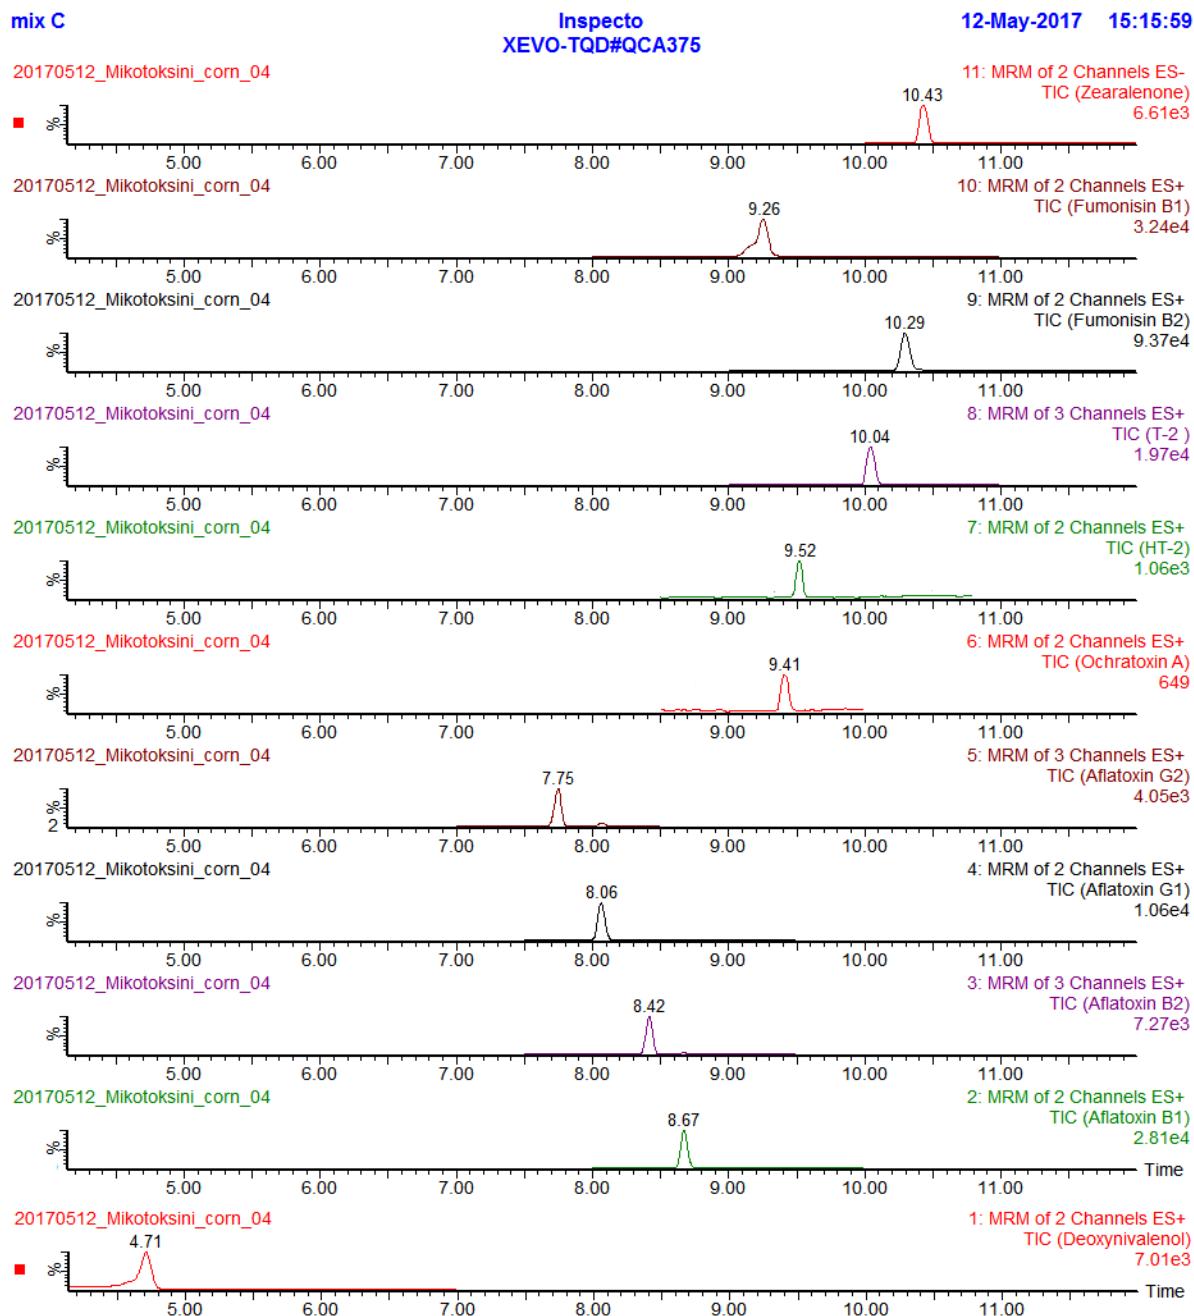 mix C
Inspecto
12-May-2017 15:15:59
XEVO-TQD#QCA375
20170512_Mikotoksini_corn_04
11: MRM of 2 Channels ES-
TIC (Zearalenone)
6.61e3
10.43
%
5.00 6.00 7.00 8.00 9.00 10.00 11.00
20170512_Mikotoksini_corn_04
10: MRM of 2 Channels ES+
TIC (Fumonisin B1)
3.24e4
9.26
%
5.00 6.00 7.00 8.00 9.00 10.00 11.00
20170512_Mikotoksini_corn_04
9: MRM of 2 Channels ES+
TIC (Fumonisin B2)
9.37e4
10.29
%
5.00 6.00 7.00 8.00 9.00 10.00 11.00
20170512_Mikotoksini_corn_04
8: MRM of 3 Channels ES+
TIC (T-2 )
1.97e4
10.04
%
5.00 6.00 7.00 8.00 9.00 10.00 11.00
20170512_Mikotoksini_corn_04
7: MRM of 2 Channels ES+
TIC (HT-2)
1.06e3
9.52
%
5.00 6.00 7.00 8.00 9.00 10.00 11.00
20170512_Mikotoksini_corn_04
6: MRM of 2 Channels ES+
TIC (Ochratoxin A)
649
9.41
%
5.00 6.00 7.00 8.00 9.00 10.00 11.00
20170512_Mikotoksini_corn_04
5: MRM of 3 Channels ES+
TIC (Aflatoxin G2)
4.05e3
7.75
%
2
5.00 6.00 7.00 8.00 9.00 10.00 11.00
20170512_Mikotoksini_corn_04
4: MRM of 2 Channels ES+
TIC (Aflatoxin G1)
1.06e4
8.06
%
5.00 6.00 7.00 8.00 9.00 10.00 11.00
20170512_Mikotoksini_corn_04
3: MRM of 3 Channels ES+
TIC (Aflatoxin B2)
7.27e3
8.42
%
5.00 6.00 7.00 8.00 9.00 10.00 11.00
20170512_Mikotoksini_corn_04
2: MRM of 2 Channels ES+
TIC (Aflatoxin B1)
2.81e4
8.67
%
Time
5.00 6.00 7.00 8.00 9.00 10.00 11.00
20170512_Mikotoksini_corn_04
1: MRM of 2 Channels ES+
TIC (Deoxynivalenol)
7.01e3
4.71
%
Time
5.00 6.00 7.00 8.00 9.00 10.00 11.00